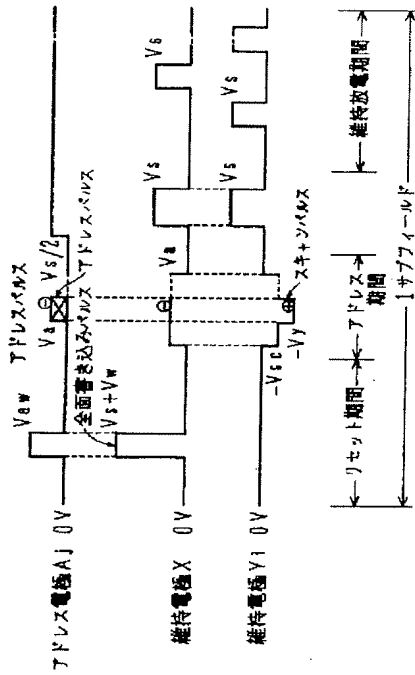 アドレス電極Aj 0V
Vaw
アドレスパルス
Va
⊖
Vs/2
アドレスパルス
全面書き込みパルス
Vs+Vw
維持電極X 0V
⊕
Va
Vs
Vs
維持電極Yi 0V
-Vsc
-Vy
⊕
スキャンパルス
Vs
Vs
リセット期間
アドレス期間
維持放電期間
1サブフィールド